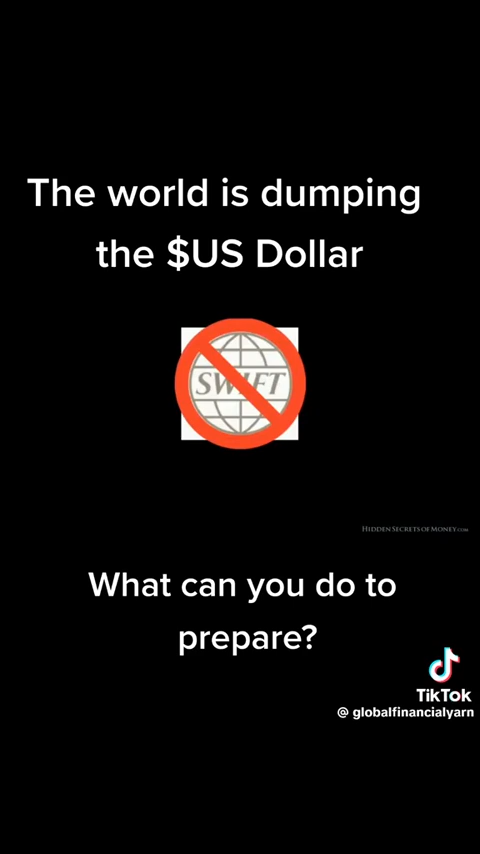 The world is dumping
the $US Dollar
SWIFT
HIDDEN SECRETS OF MONEY.COM
What can you do to
prepare?
TikTok
@ globalfinancialyarn